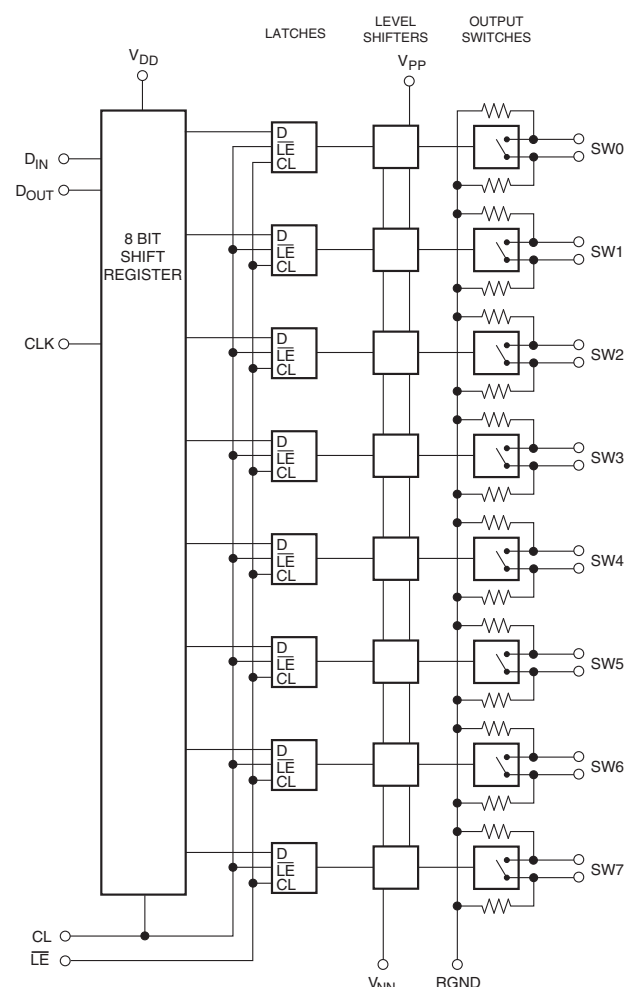 LATCHES
LEVEL
SHIFTERS
OUTPUT
SWITCHES
VDD
VPP
DIN
DOUT
8 BIT
SHIFT
REGISTER
CLK
D
LE
CL
SW0
D
LE
CL
SW1
D
LE
CL
SW2
D
LE
CL
SW3
D
LE
CL
SW4
D
LE
CL
SW5
D
LE
CL
SW6
D
LE
CL
SW7
CL
LE
VNN
RGND